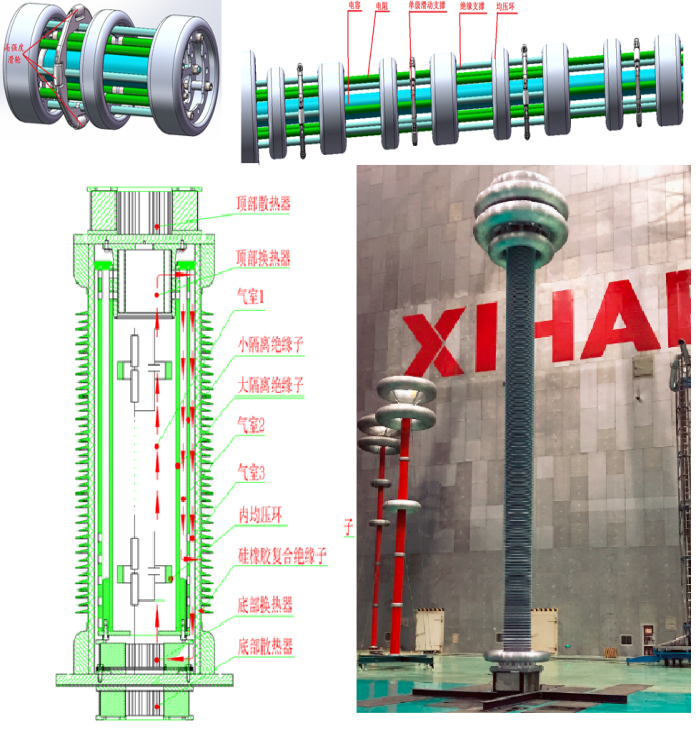 高强度
滑轮
电容
电阻
单级滑动支撑
绝缘支撑
均压环
顶部散热器
顶部换热器
气室1
小隔离绝缘子
大隔离绝缘子
气室2
气室3
内均压环
子
硅橡胶复合绝缘子
底部换热器
底部散热器
XIHA